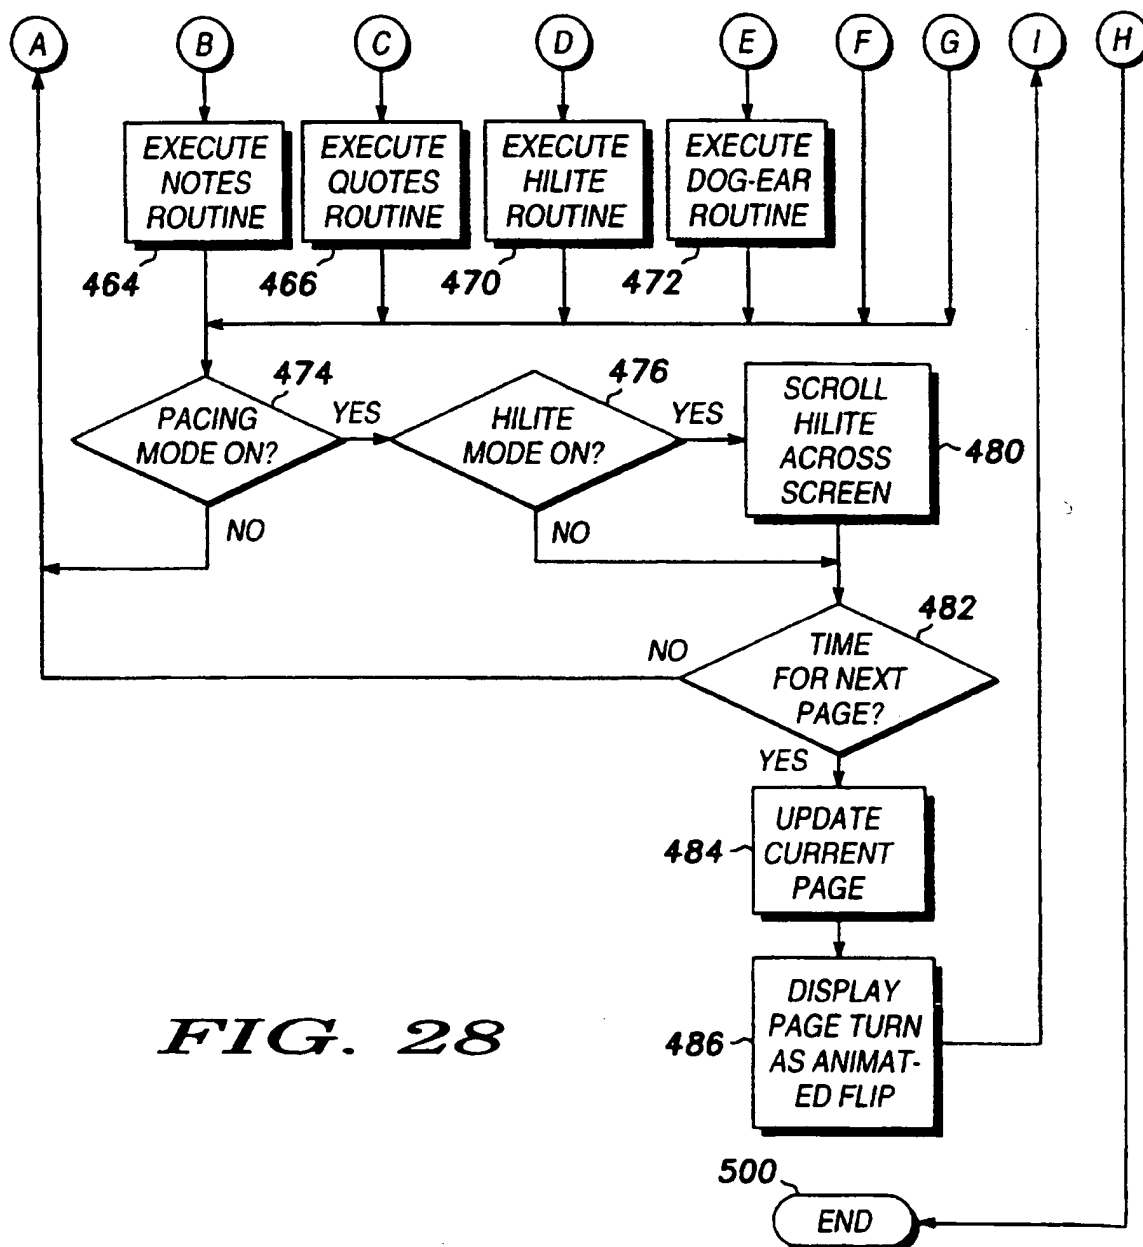 A B C D E F G I H
EXECUTE
NOTES
ROUTINE
464
EXECUTE
QUOTES
ROUTINE
466
EXECUTE
HILITE
ROUTINE
470
EXECUTE
DOG-EAR
ROUTINE
472
PACING
MODE ON?
474
YES
NO
HILITE
MODE ON?
476
YES
NO
SCROLL
HILITE
ACROSS
SCREEN
480
TIME
FOR NEXT
PAGE?
482
NO
YES
UPDATE
CURRENT
PAGE
484
DISPLAY
PAGE TURN
AS ANIMAT-
ED FLIP
486
FIG. 28
500
END